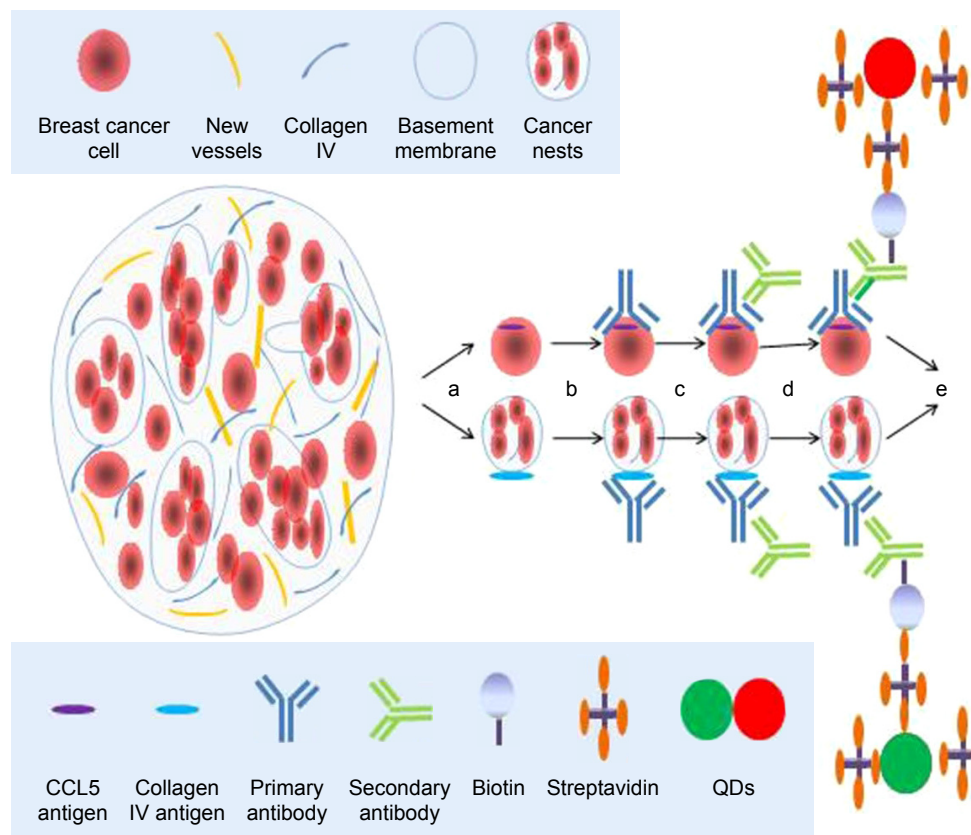 Breast cancer
cell
New
vessels
Collagen
IV
Basement
membrane
Cancer
nests
a
b
c
d
e
CCL5
antigen
Collagen
IV antigen
Primary
antibody
Secondary
antibody
Biotin
Streptavidin
QDs